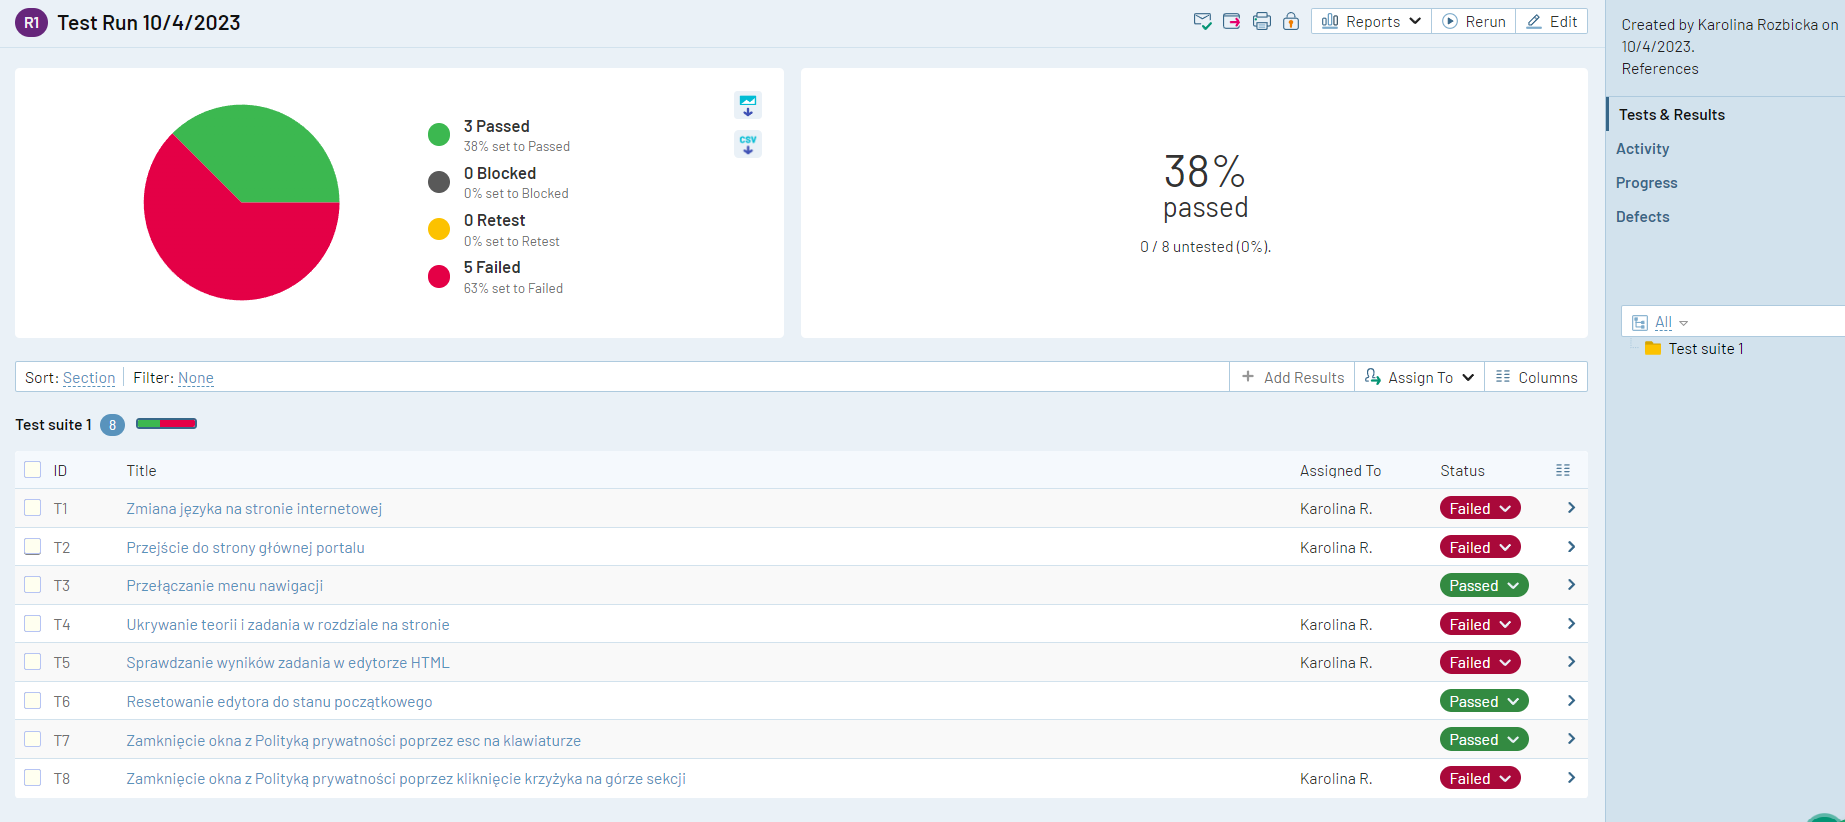 R1 Test Run 10/4/2023
Reports Rerun Edit
3 Passed
38% set to Passed
0 Blocked
0% set to Blocked
0 Retest
0% set to Retest
5 Failed
63% set to Failed
CSV
38%
passed
0 / 8 untested (0%).
Sort: Section Filter: None
+ Add Results Assign To Columns
Test suite 1 8
ID Title Assigned To Status
T1 Zmiana języka na stronie internetowej Karolina R. Failed
T2 Przejście do strony głównej portalu Karolina R. Failed
T3 Przełączanie menu nawigacji Passed
T4 Ukrywanie teorii i zadania w rozdziale na stronie Karolina R. Failed
T5 Sprawdzanie wyników zadania w edytorze HTML Karolina R. Failed
T6 Resetowanie edytora do stanu początkowego Passed
T7 Zamknięcie okna z Polityką prywatności poprzez esc na klawiaturze Passed
T8 Zamknięcie okna z Polityką prywatności poprzez kliknięcie krzyżyka na górze sekcji Karolina R. Failed
Created by Karolina Rozbicka on
10/4/2023.
References
Tests & Results
Activity
Progress
Defects
All
Test suite 1